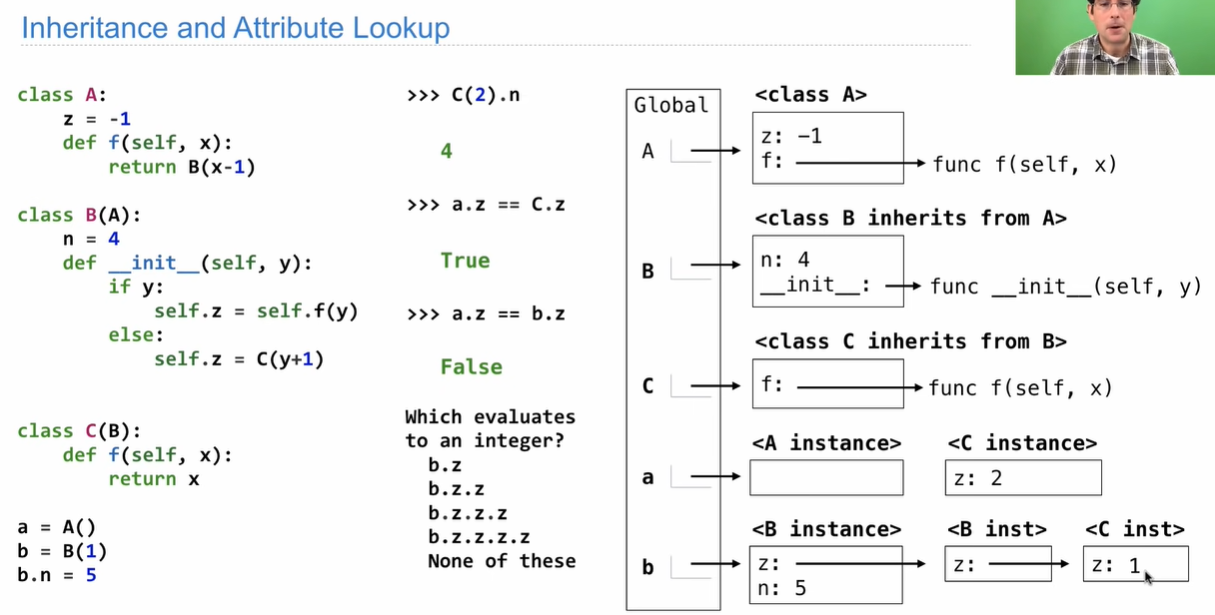 Inheritance and Attribute Lookup
class A:
z = -1
def f(self, x):
return B(x-1)
class B(A):
n = 4
def __init__(self, y):
if y:
self.z = self.f(y)
else:
self.z = C(y+1)
class C(B):
def f(self, x):
return x
a = A()
b = B(1)
b.n = 5
>>> C(2).n
4
>>> a.z == C.z
True
>>> a.z == b.z
False
Which evaluates
to an integer?
b.z
b.z.z
b.z.z.z
b.z.z.z.z
None of these
Global
A
B
C
a
b
<class A>
z: -1
f:
func f(self, x)
<class B inherits from A>
n: 4
__init__:
func __init__(self, y)
<class C inherits from B>
f:
func f(self, x)
<A instance>
<C instance>
z: 2
<B instance>
<B inst>
<C inst>
z:
n: 5
z:
z: 1